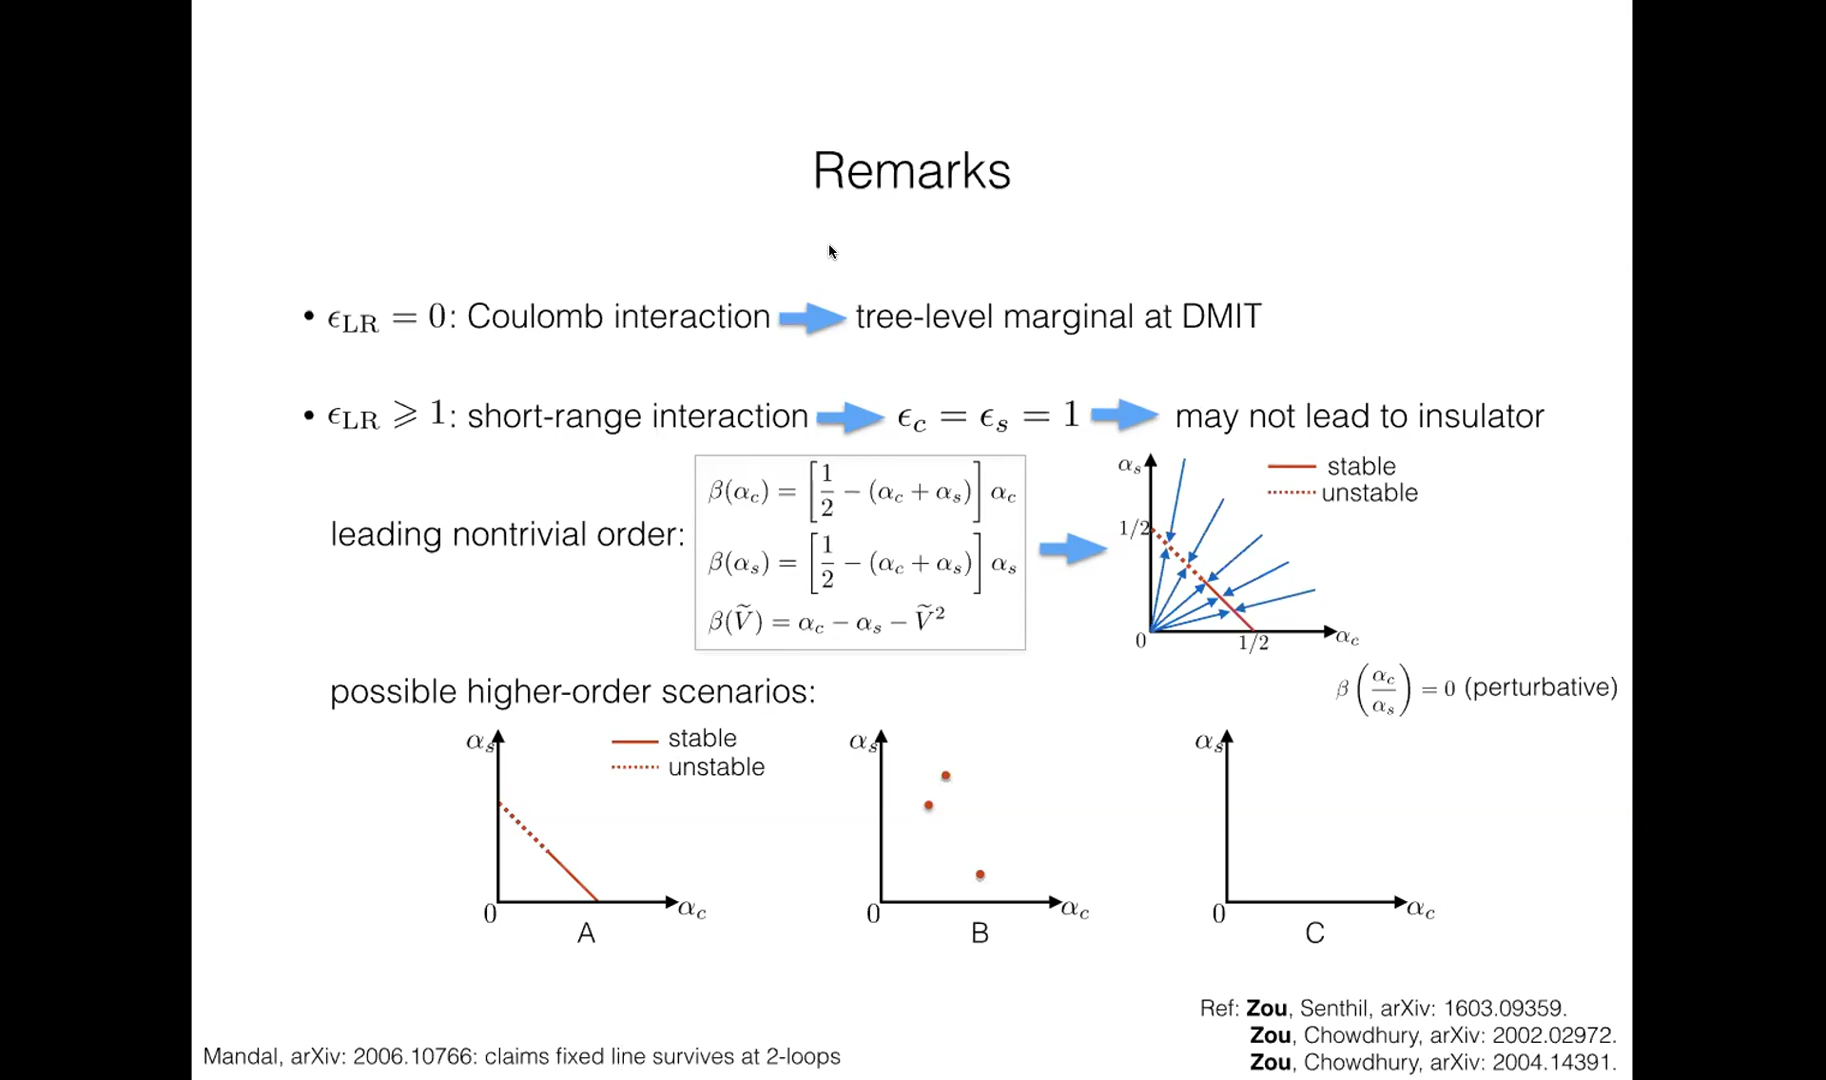 Remarks
• ϵ_LR = 0: Coulomb interaction ➡ tree-level marginal at DMIT
• ϵ_LR ⩾ 1: short-range interaction ➡ ϵ_c = ϵ_s = 1 ➡ may not lead to insulator
leading nontrivial order:
β(α_c) = [1/2 − (α_c + α_s)] α_c
β(α_s) = [1/2 − (α_c + α_s)] α_s
β(Ṽ) = α_c − α_s − Ṽ²
α_s
stable
unstable
1/2
0
1/2
α_c
β(α_c/α_s) = 0 (perturbative)
possible higher-order scenarios:
α_s
stable
unstable
0
α_c
A
α_s
0
α_c
B
α_s
0
α_c
C
Ref: Zou, Senthil, arXiv: 1603.09359.
Zou, Chowdhury, arXiv: 2002.02972.
Zou, Chowdhury, arXiv: 2004.14391.
Mandal, arXiv: 2006.10766: claims fixed line survives at 2-loops